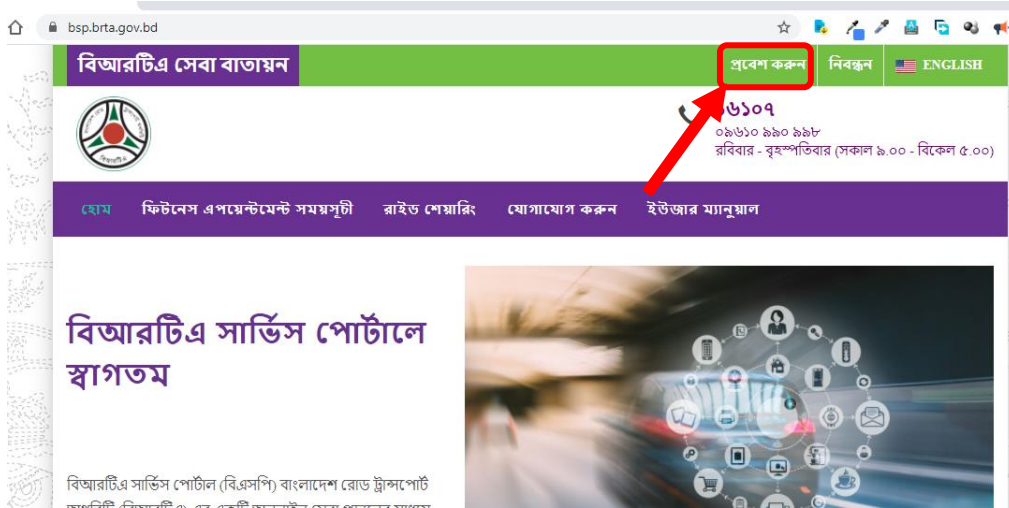 bsp.brta.gov.bd
বিআরটিএ সেবা বাতায়ন
প্রবেশ করুন
নিবন্ধন
ENGLISH
০৯৬১০ ৯৯০ ৯৯৮
রবিবার - বৃহস্পতিবার (সকাল ৯.০০ - বিকেল ৫.০০)
হোম ফিটনেস এপয়েন্টমেন্ট সময়সূচী রাইড শেয়ারিং যোগাযোগ করুন ইউজার ম্যানুয়াল
বিআরটিএ সার্ভিস পোর্টালে
স্বাগতম
বিআরটিএ সার্ভিস পোর্টাল (বিএসপি) বাংলাদেশ রোড ট্রান্সপোর্ট